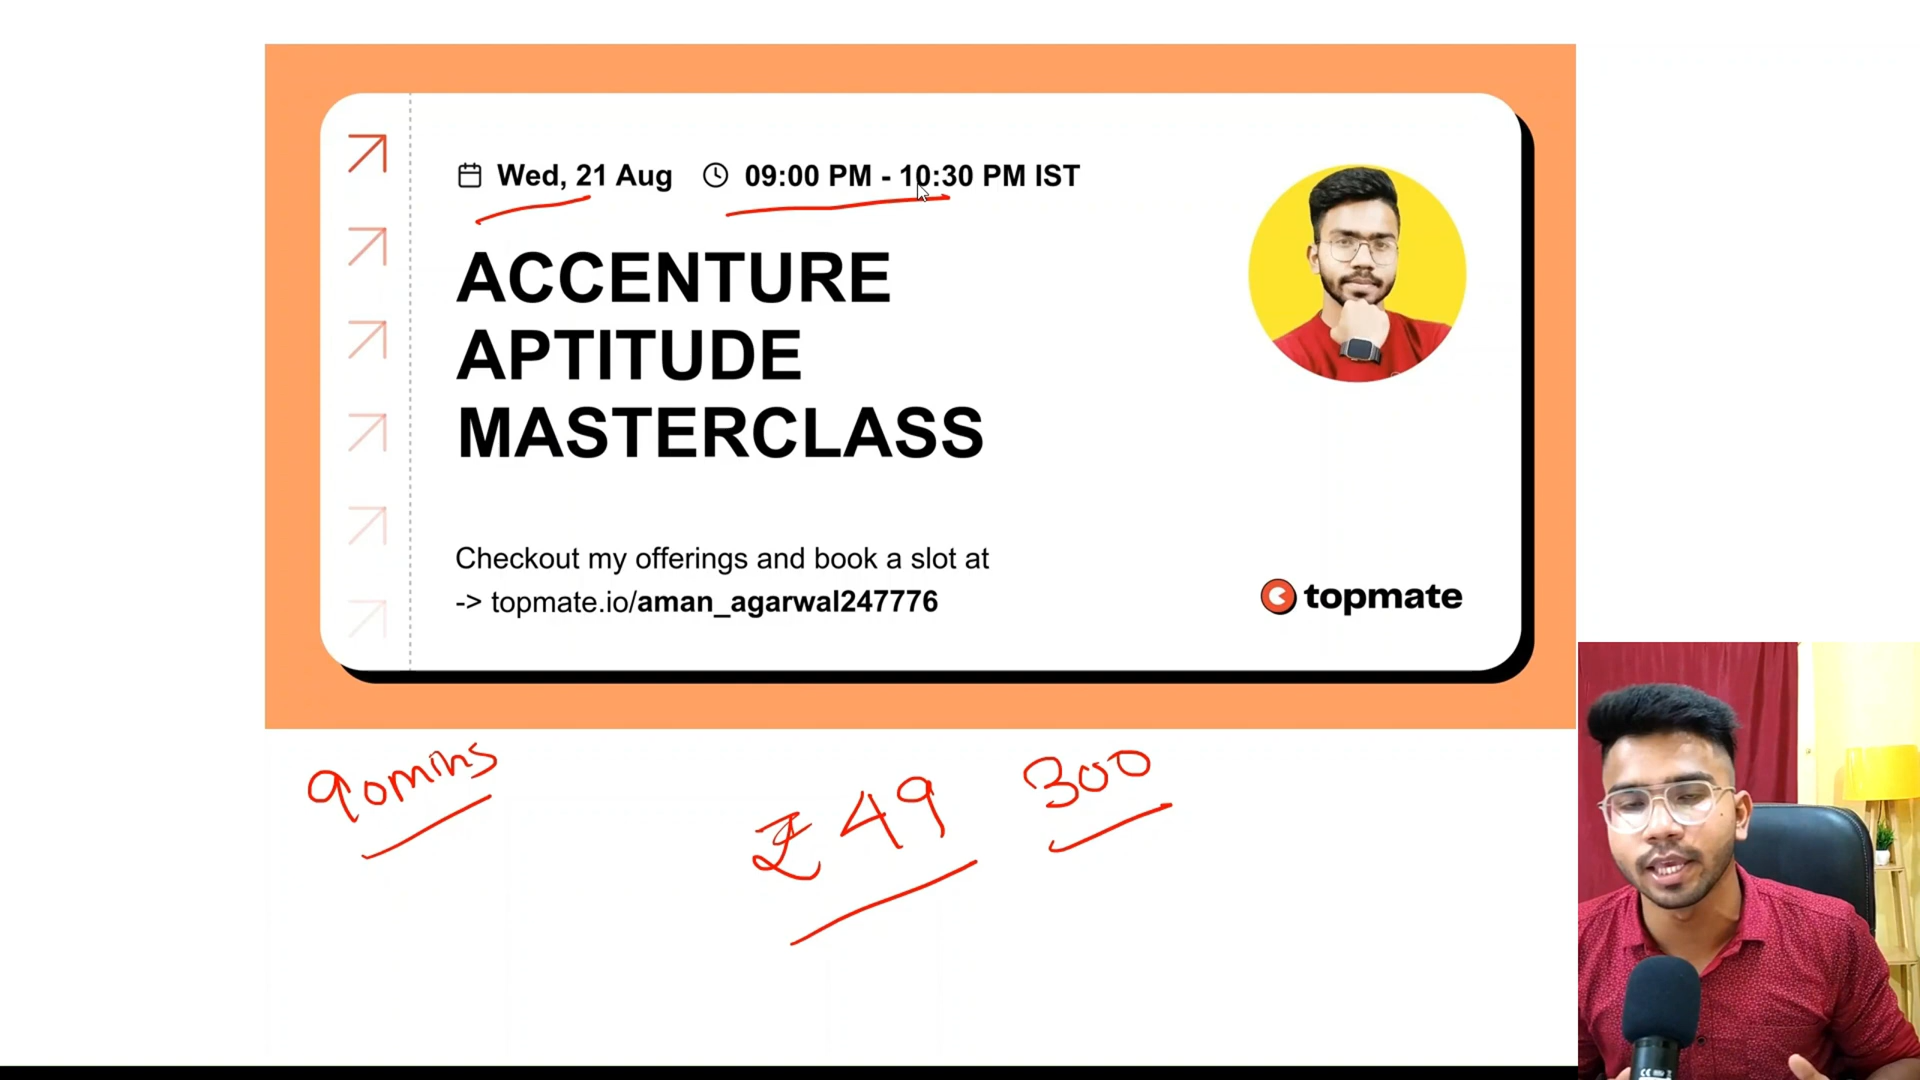 Wed, 21 Aug 09:00 PM - 10:30 PM IST
ACCENTURE
APTITUDE
MASTERCLASS
Checkout my offerings and book a slot at
-> topmate.io/aman_agarwal247776
topmate
90mins
₹ 49
300